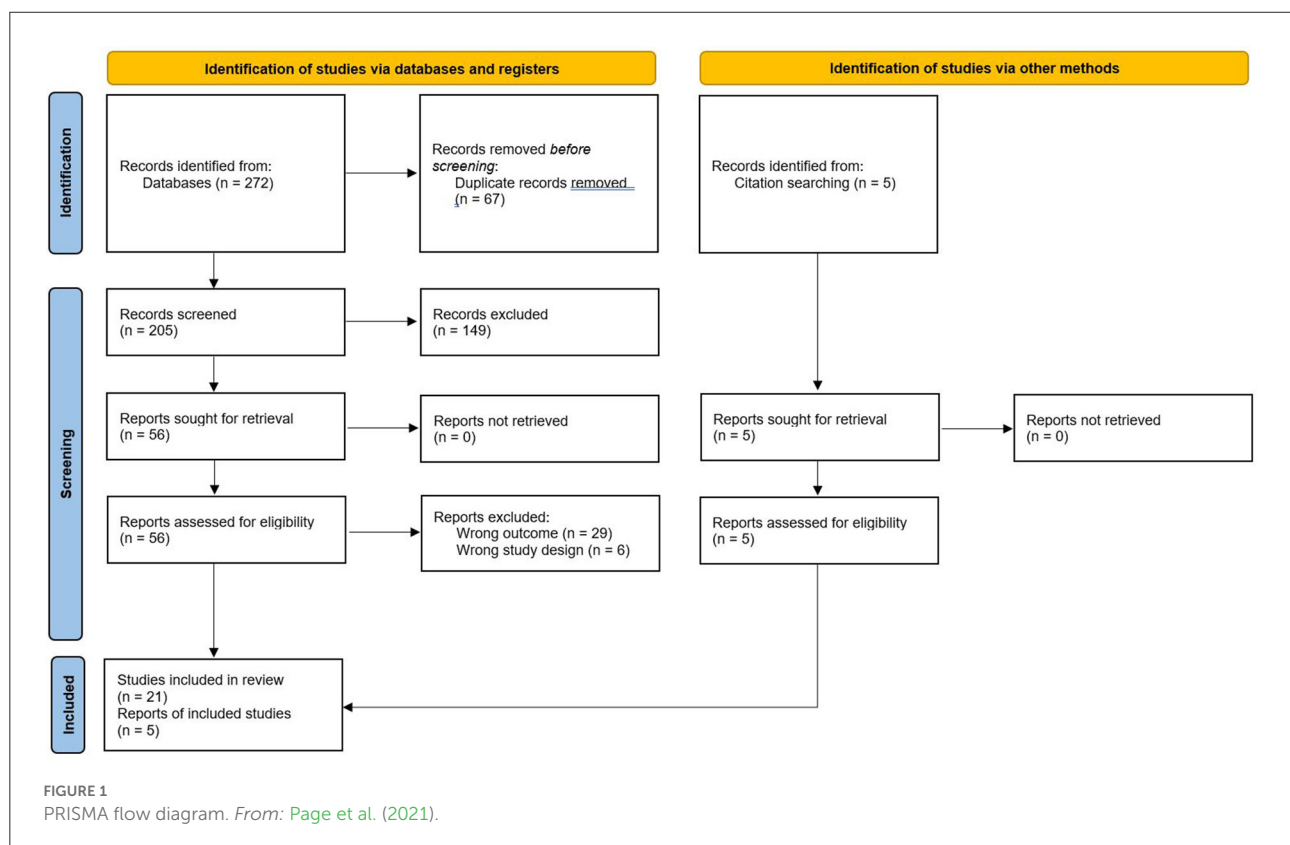 Identification of studies via databases and registers
Identification of studies via other methods
Identification
Records identified from:
Databases (n = 272)
Records removed before
screening:
Duplicate records removed
(n = 67)
Records identified from:
Citation searching (n = 5)
Screening
Records screened
(n = 205)
Records excluded
(n = 149)
Reports sought for retrieval
(n = 56)
Reports not retrieved
(n = 0)
Reports sought for retrieval
(n = 5)
Reports not retrieved
(n = 0)
Reports assessed for eligibility
(n = 56)
Reports excluded:
Wrong outcome (n = 29)
Wrong study design (n = 6)
Reports assessed for eligibility
(n = 5)
Included
Studies included in review
(n = 21)
Reports of included studies
(n = 5)
FIGURE 1
PRISMA flow diagram. From: Page et al. (2021).